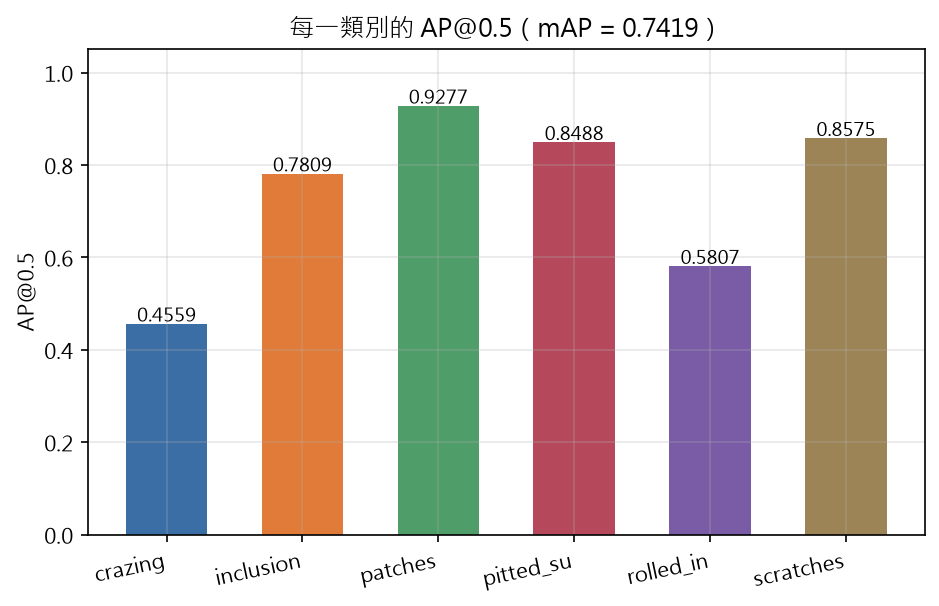 每一類別的 AP@0.5 ( mAP = 0.7419 )
AP@0.5
1.0
0.8
0.6
0.4
0.2
0.0
0.4559
0.7809
0.9277
0.8488
0.5807
0.8575
crazing
inclusion
patches
pitted_su
rolled_in
scratches